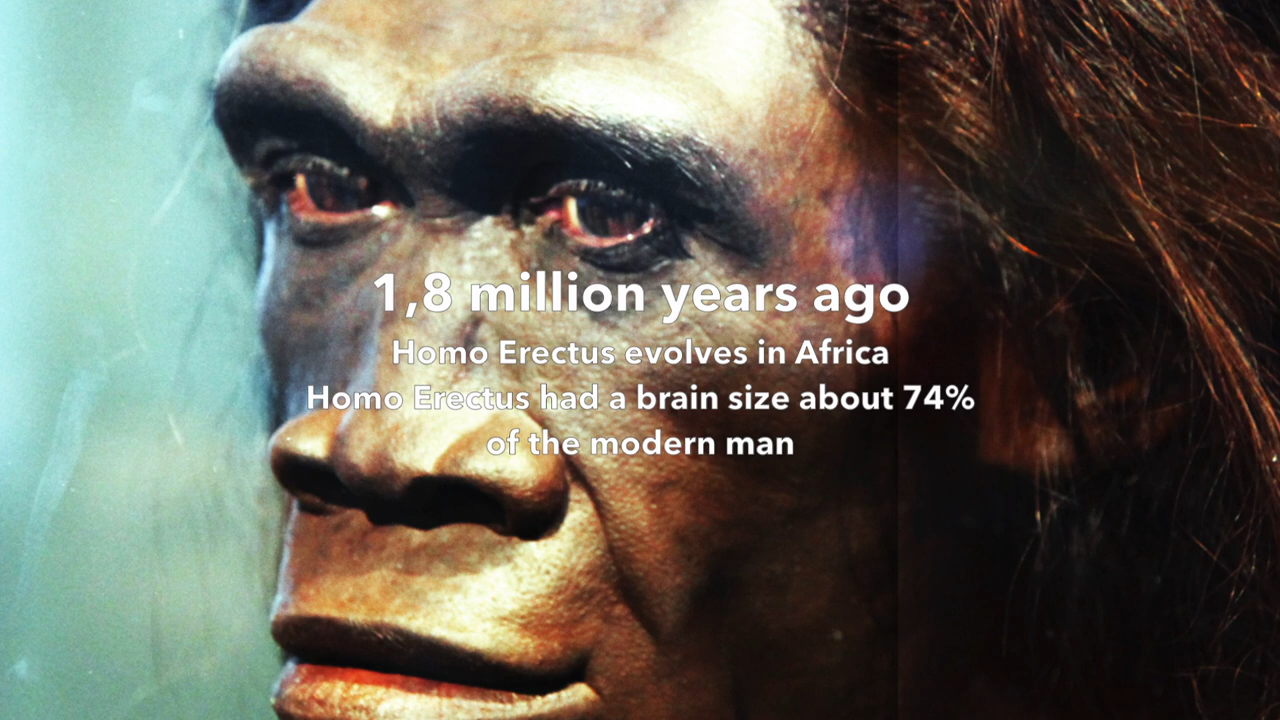 1,8 million years ago
Homo Erectus evolves in Africa
Homo Erectus had a brain size about 74%
of the modern man